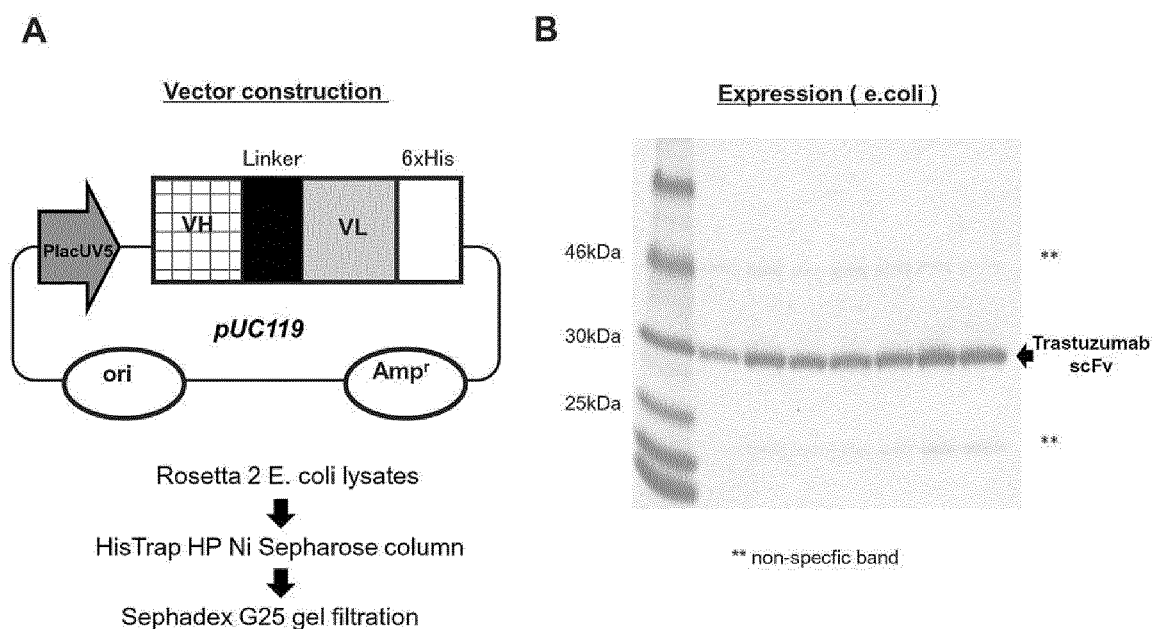 A
Vector construction
Linker
6xHis
PlacUV5
VH
VL
pUC119
ori
Ampʳ
Rosetta 2 E. coli lysates
HisTrap HP Ni Sepharose column
Sephadex G25 gel filtration
B
Expression ( e.coli )
46kDa
**
30kDa
Trastuzumab
scFv
25kDa
**
** non-specfic band